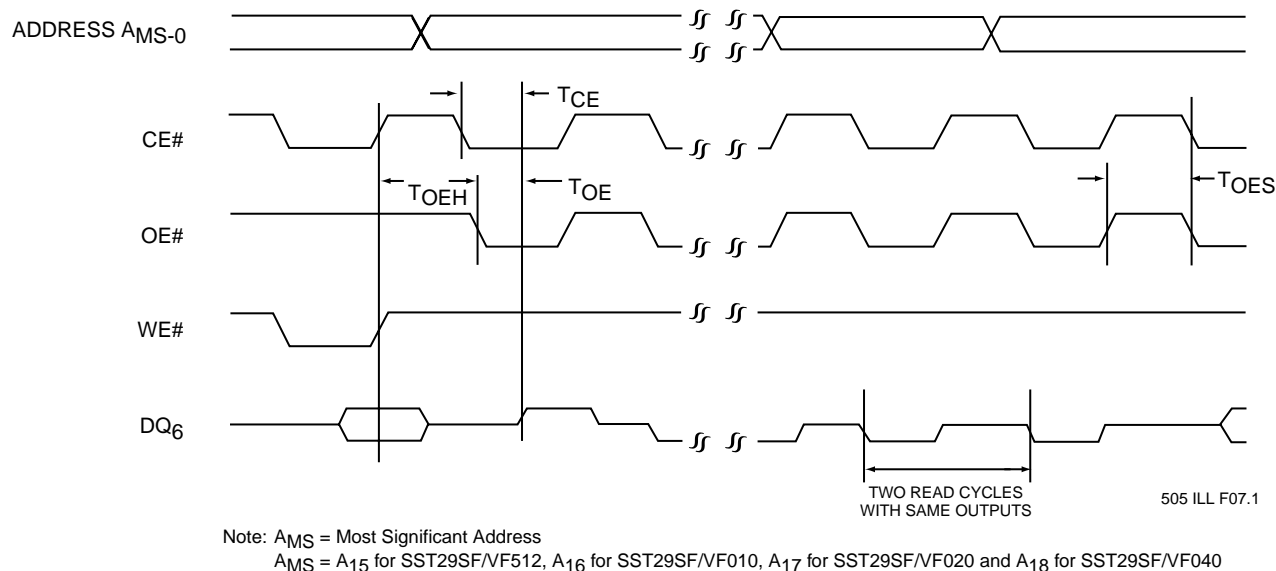 ADDRESS AMS-0
TCE
CE#
TOEH
TOE
TOES
OE#
WE#
DQ6
TWO READ CYCLES
WITH SAME OUTPUTS
505 ILL F07.1
Note: AMS = Most Significant Address
AMS = A15 for SST29SF/VF512, A16 for SST29SF/VF010, A17 for SST29SF/VF020 and A18 for SST29SF/VF040